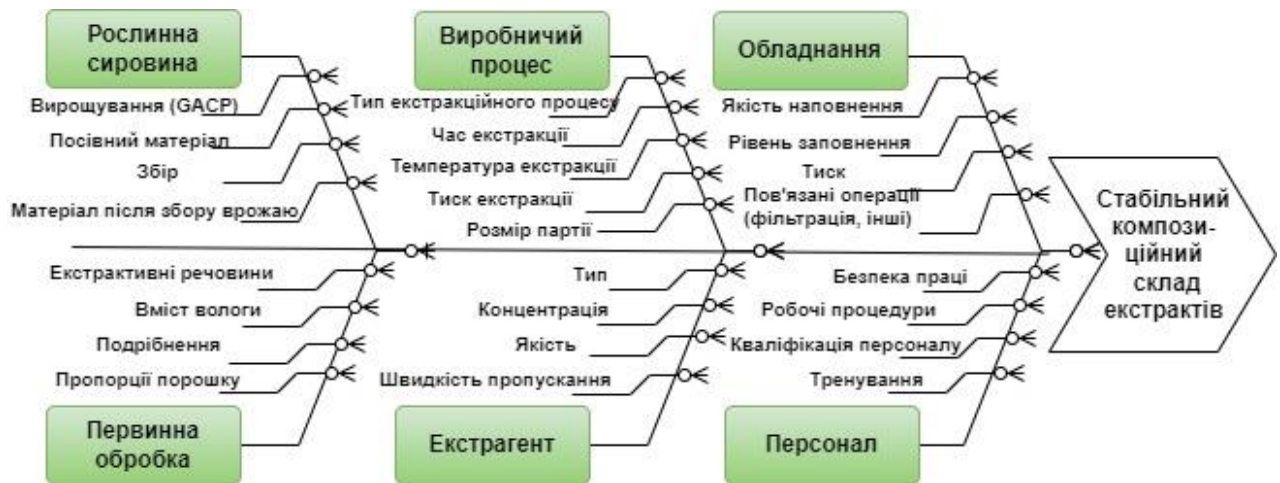 Рослинна
сировина
Вирощування (GACP)
Посівний матеріал
Збір
Матеріал після збору врожаю
Виробничий
процес
Тип екстракційного процесу
Час екстракції
Температура екстракції
Тиск екстракції
Розмір партії
Обладнання
Якість наповнення
Рівень заповнення
Тиск
Пов'язані операції
(фільтрація, інші)
Стабільний
компози-
ційний
склад
екстрактів
Екстрактивні речовини
Вміст вологи
Подрібнення
Пропорції порошку
Первинна
обробка
Тип
Концентрація
Якість
Швидкість пропускання
Екстрагент
Безпека праці
Робочі процедури
Кваліфікація персоналу
Тренування
Персонал